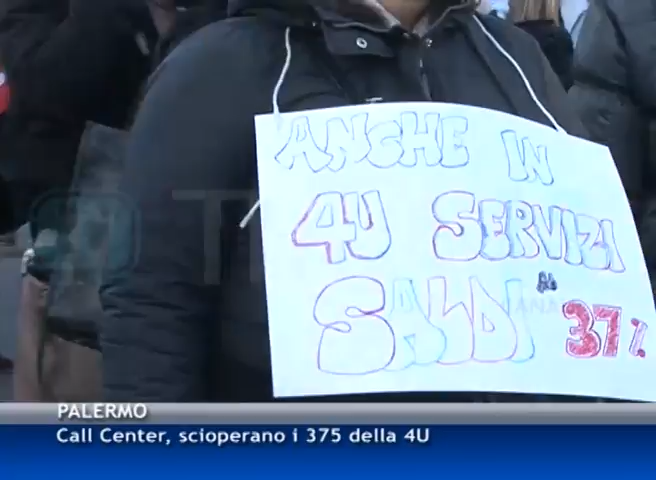 ANCHE IN
4U SERVIZI
SALDI AL 37%
PALERMO
Call Center, scioperano i 375 della 4U